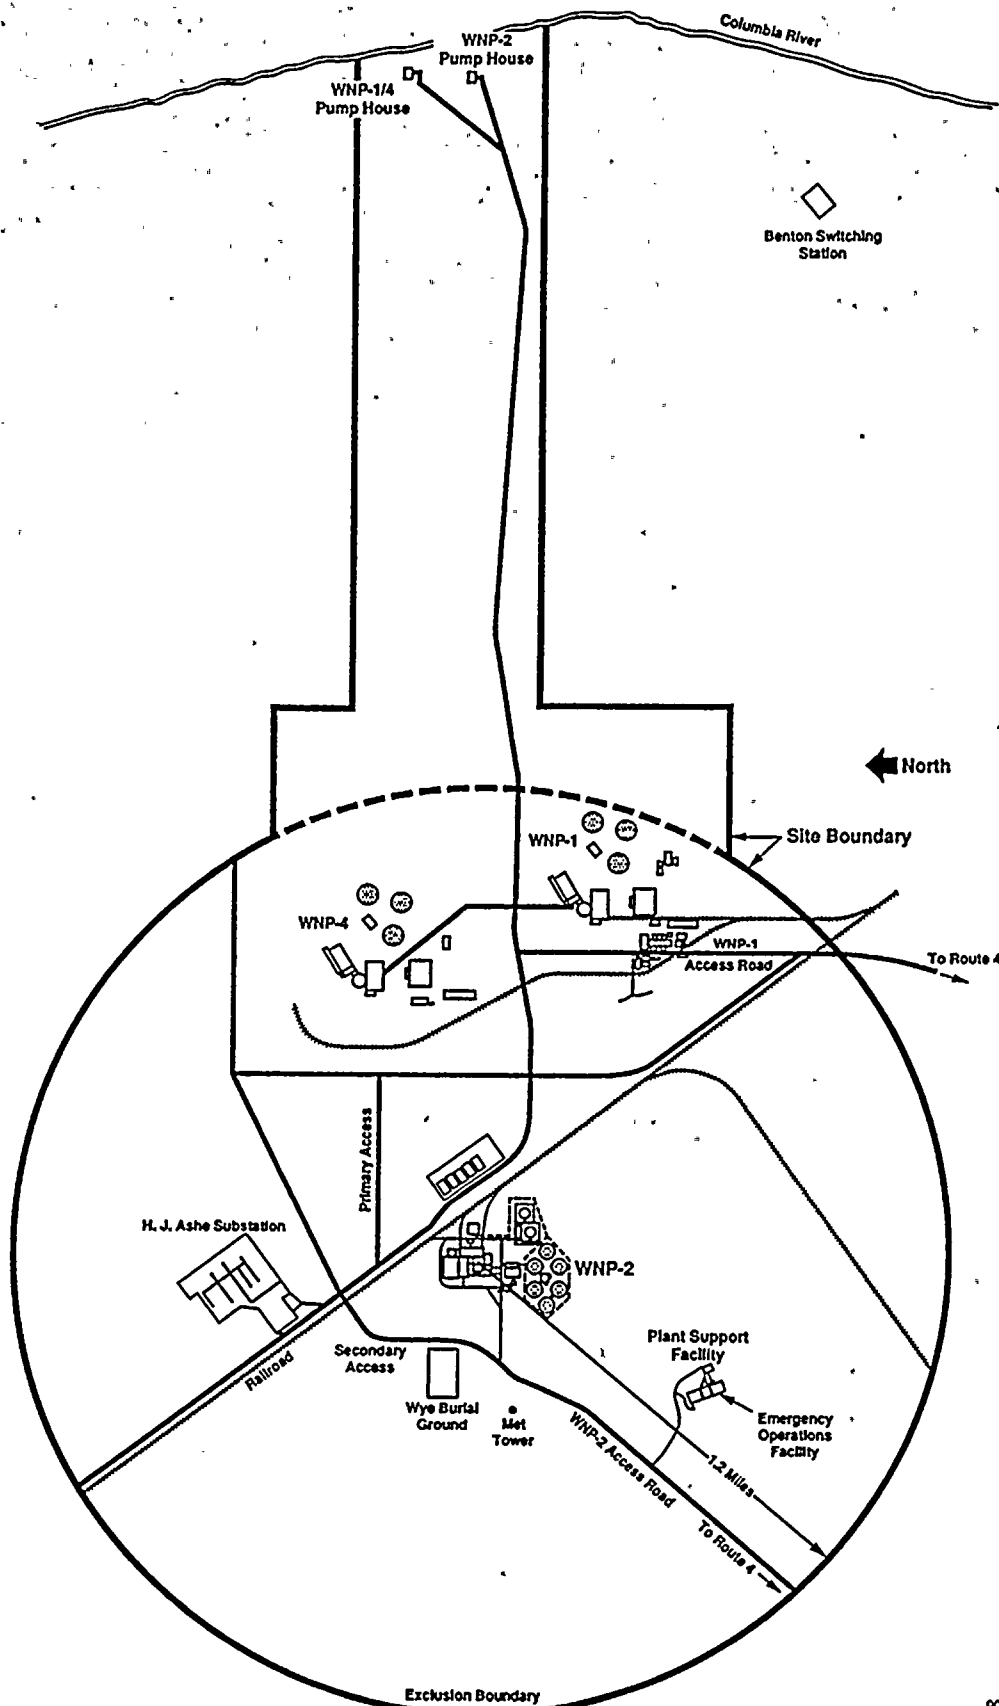 Columbia River
WNP-2
Pump House
WNP-1/4
Pump House
Benton Switching
Station
North
Site Boundary
WNP-1
WNP-4
WNP-1
Access Road
To Route 4
Primary Access
H. J. Ashe Substation
WNP-2
Secondary
Access
Railroad
Plant Support
Facility
Wye Burial
Ground
Met
Tower
Emergency
Operations
Facility
WNP-2 Access Road
1.2 Miles
To Route 4
Exclusion Boundary